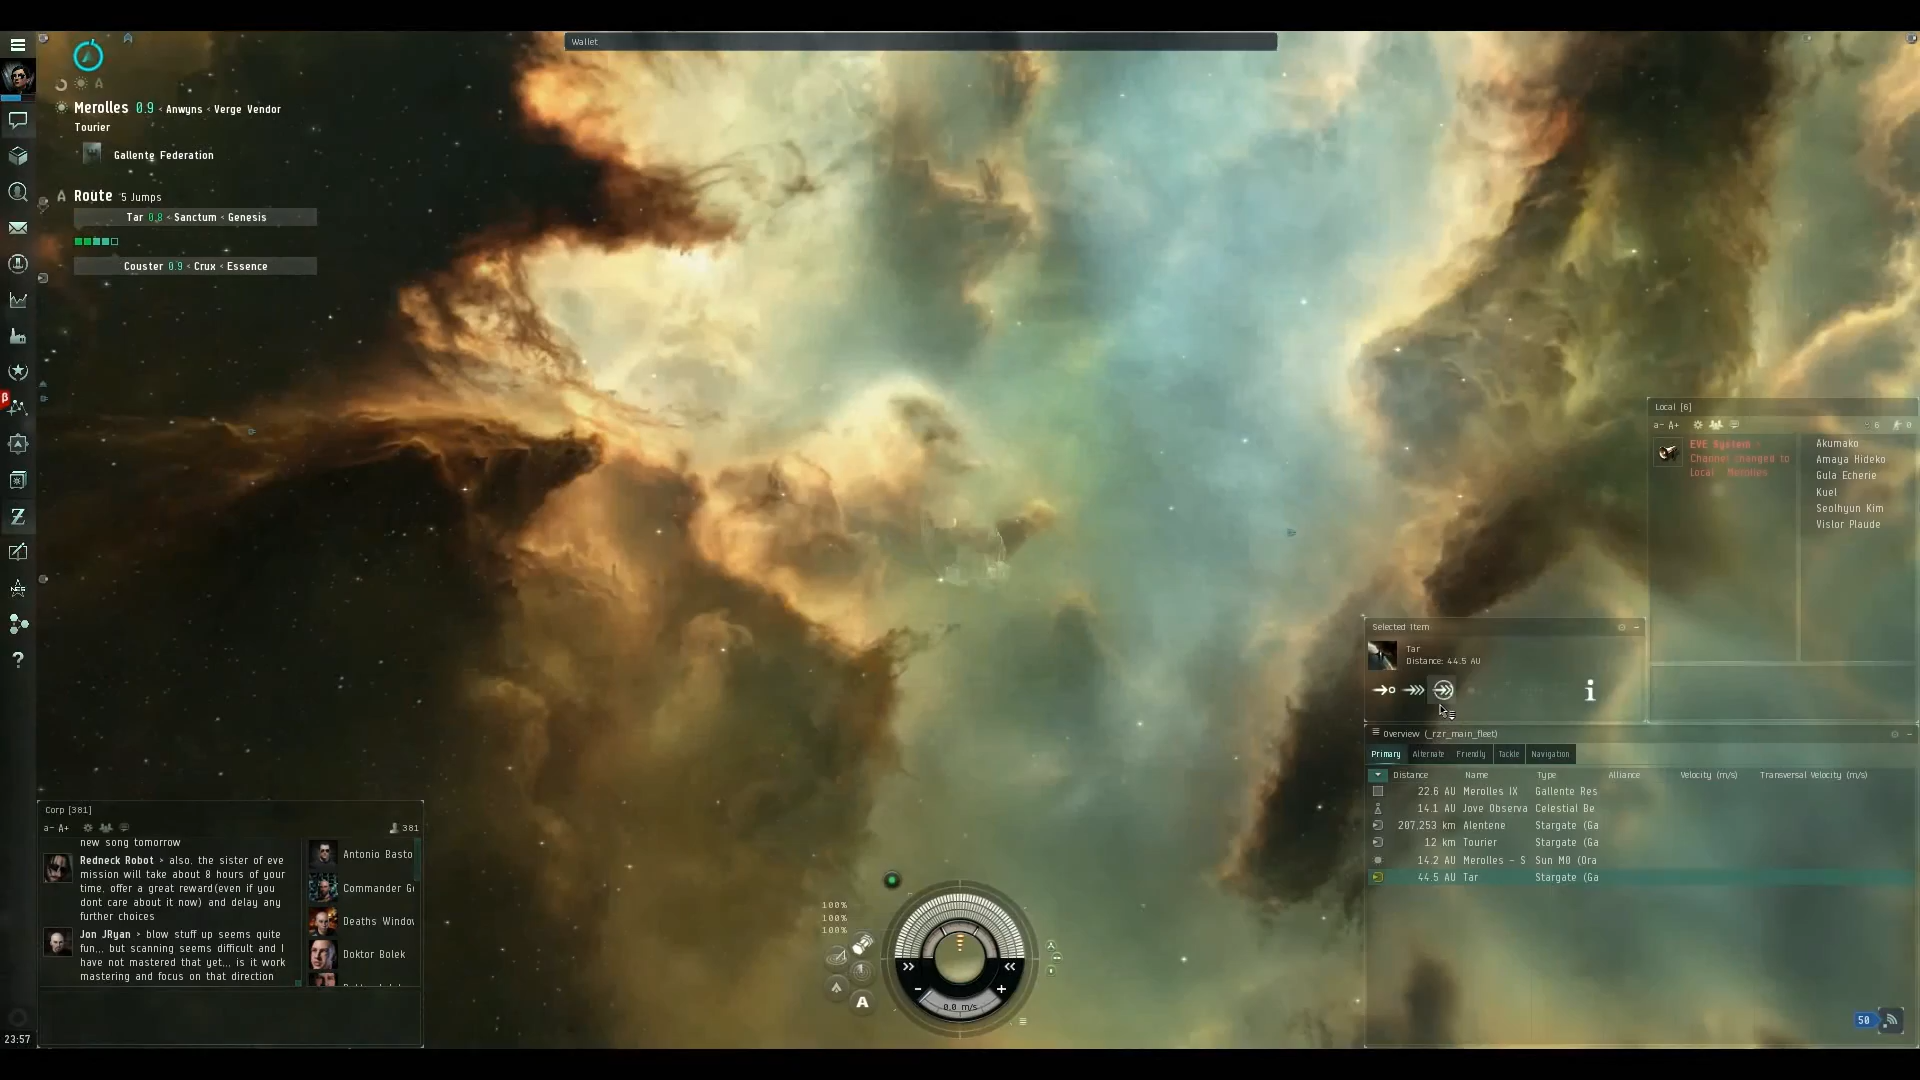 Wallet
Merolles 0.9 < Anwyns < Verge Vendor
Tourier
Gallente Federation
A Route 5 Jumps
Tar 0.8 < Sanctum < Genesis
Couster 0.9 < Crux < Essence
β
Z
NES
?
23:57
Corp [381]
a- A+
381
new song tomorrow
Redneck Robot > also, the sister of eve
mission will take about 8 hours of your
time, offer a great reward(even if you
dont care about it now) and delay any
further choices
Jon JRyan > blow stuff up seems quite
fun... but scanning seems difficult and I
have not mastered that yet... is it work
mastering and focus on that direction
Antonio Basto
Commander Gi
Deaths Window
Doktor Bolek
100%
100%
100%
A
0.0 m/s
Local [6]
a- A+
6
0
EVE System >
Channel changed to
Local : Merolles
Akumako
Amaya Hideko
Gula Echerie
Kuel
Seolhyun Kim
Vislor Plaude
Selected Item
Tar
Distance: 44.5 AU
i
Overview (_rzr_main_fleet)
Primary Alternate Friendly Tackle Navigation
Distance Name Type Alliance Velocity (m/s) Transversal Velocity (m/s)
22.6 AU Merolles IX Gallente Res
14.1 AU Jove Observa Celestial Be
207,253 km Alentene Stargate (Ga
12 km Tourier Stargate (Ga
14.2 AU Merolles - S Sun M0 (Ora
44.5 AU Tar Stargate (Ga
50